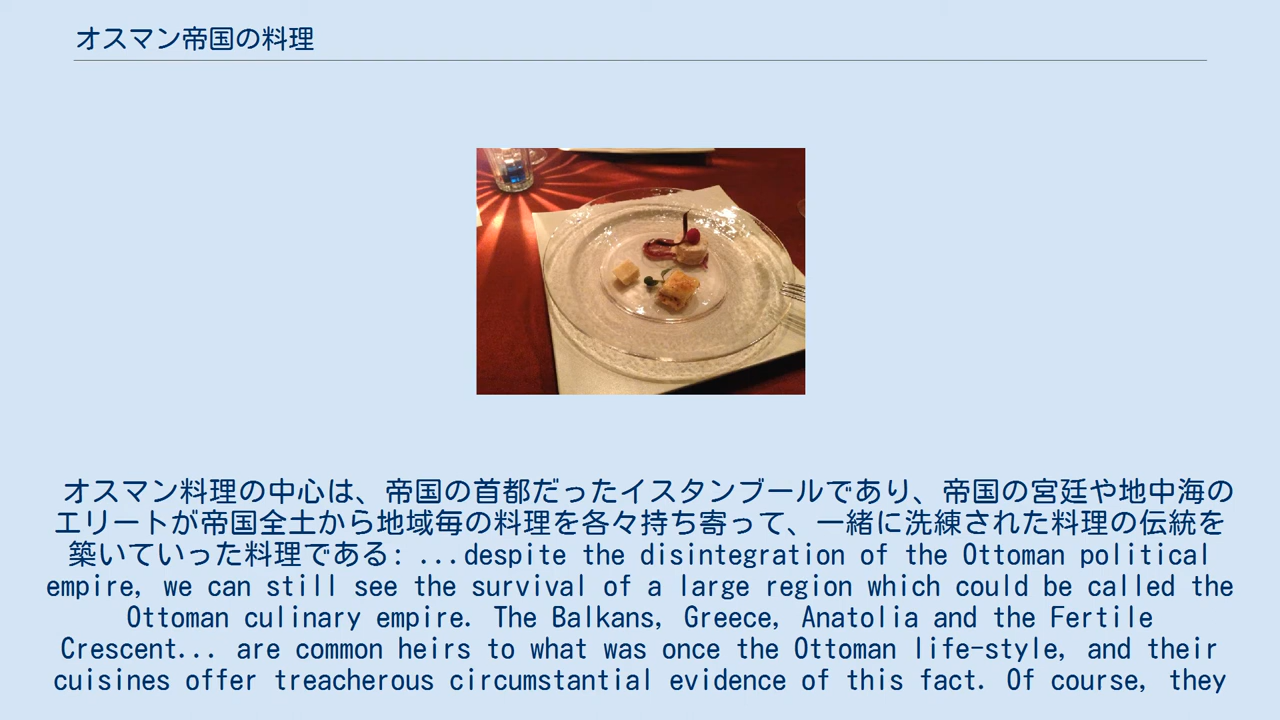 オスマン帝国の料理
オスマン料理の中心は、帝国の首都だったイスタンブールであり、帝国の宮廷や地中海の
エリートが帝国全土から地域毎の料理を各々持ち寄って、一緒に洗練された料理の伝統を
築いていった料理である: ...despite the disintegration of the Ottoman political
empire, we can still see the survival of a large region which could be called the
Ottoman culinary empire. The Balkans, Greece, Anatolia and the Fertile
Crescent... are common heirs to what was once the Ottoman life-style, and their
cuisines offer treacherous circumstantial evidence of this fact. Of course, they